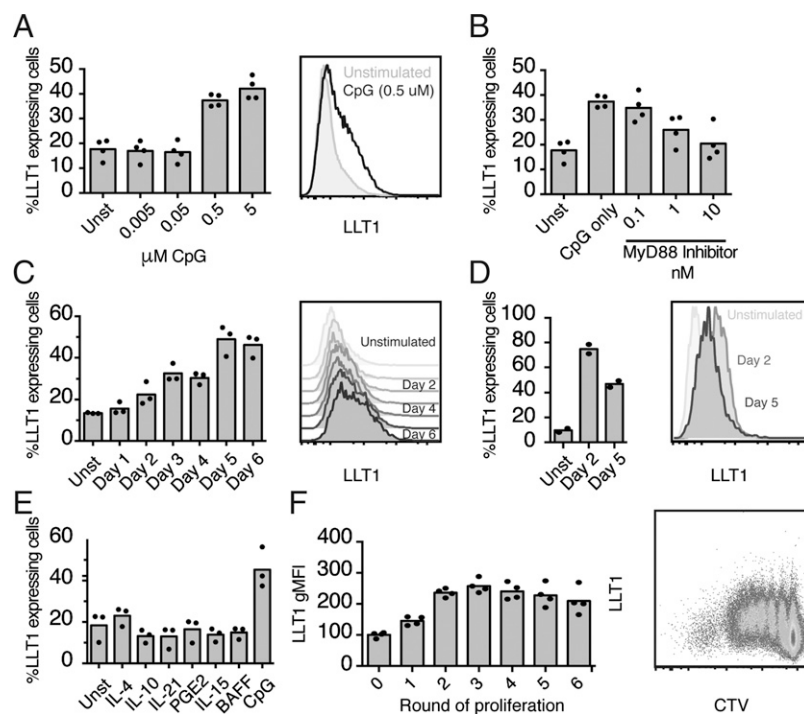 A
%LLT1 expressing cells
50
40
30
20
10
0
Unst
0.005
0.05
0.5
5
µM CpG
Unstimulated
CpG (0.5 uM)
LLT1
B
%LLT1 expressing cells
50
40
30
20
10
0
Unst
CpG only
0.1
1
10
MyD88 Inhibitor
nM
C
%LLT1 expressing cells
60
40
20
0
Unst
Day 1
Day 2
Day 3
Day 4
Day 5
Day 6
Unstimulated
Day 2
Day 4
Day 6
LLT1
D
%LLT1 expressing cells
100
80
60
40
20
0
Unst
Day 2
Day 5
Unstimulated
Day 2
Day 5
LLT1
E
%LLT1 expressing cells
60
40
20
0
Unst
IL-4
IL-10
IL-21
PGE2
IL-15
BAFF
CpG
F
LLT1 gMFI
400
300
200
100
0
0
1
2
3
4
5
6
Round of proliferation
LLT1
CTV